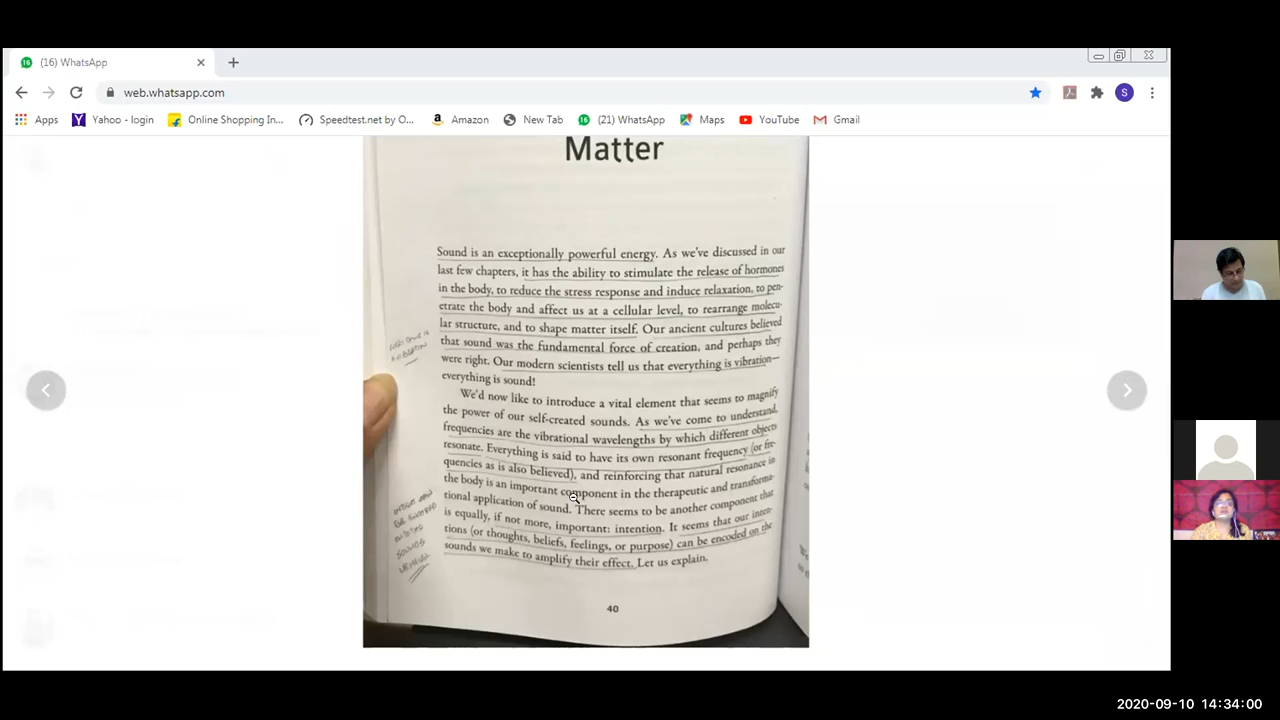 (16) WhatsApp
web.whatsapp.com
S
Apps
Yahoo - login
Online Shopping In...
Speedtest.net by O...
Amazon
New Tab
(21) WhatsApp
Maps
YouTube
Gmail
Matter
Sound is an exceptionally powerful energy. As we've discussed in our
last few chapters, it has the ability to stimulate the release of hormones
in the body, to reduce the stress response and induce relaxation, to pen-
etrate the body and affect us at a cellular level, to rearrange molecu-
lar structure, and to shape matter itself. Our ancient cultures believed
that sound was the fundamental force of creation, and perhaps they
were right. Our modern scientists tell us that everything is vibration—
everything is sound!
We'd now like to introduce a vital element that seems to magnify
the power of our self-created sounds. As we've come to understand,
frequencies are the vibrational wavelengths by which different objects
resonate. Everything is said to have its own resonant frequency (or fre-
quencies as is also believed), and reinforcing that natural resonance in
the body is an important component in the therapeutic and transforma-
tional application of sound. There seems to be another component that
is equally, if not more, important: intention. It seems that our inten-
tions (or thoughts, beliefs, feelings, or purpose) can be encoded on the
sounds we make to amplify their effect. Let us explain.
40
2020-09-10 14:34:00